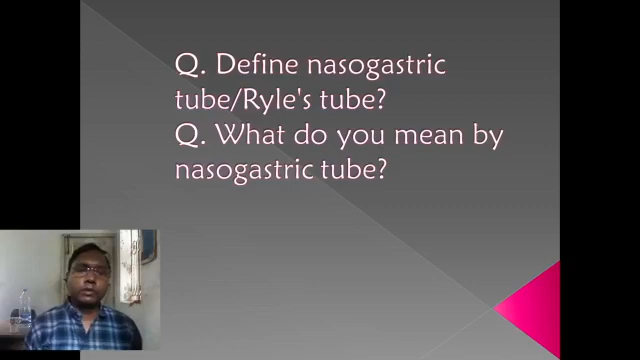 Q. Define nasogastric
tube/Ryle's tube?
Q. What do you mean by
nasogastric tube?